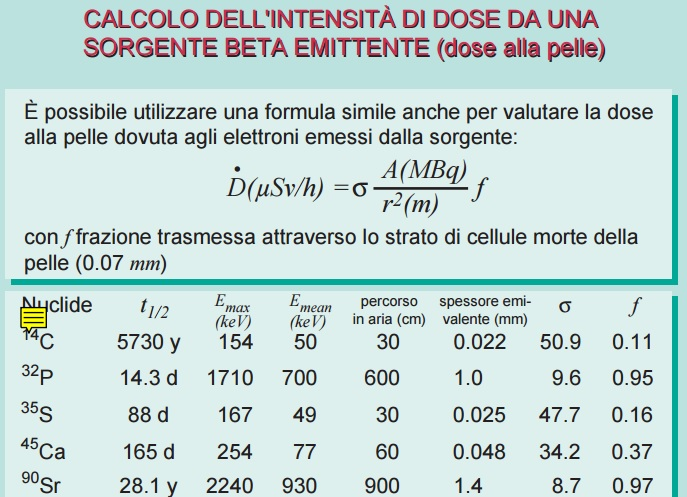 CALCOLO DELL'INTENSITÀ DI DOSE DA UNA
SORGENTE BETA EMITTENTE (dose alla pelle)
È possibile utilizzare una formula simile anche per valutare la dose
alla pelle dovuta agli elettroni emessi dalla sorgente:
Ḋ(μSv/h) =σ A(MBq)/r²(m) f
con f frazione trasmessa attraverso lo strato di cellule morte della
pelle (0.07 mm)
Nuclide t1/2 Emax (keV) Emean (keV) percorso in aria (cm) spessore emi-valente (mm) σ f
¹⁴C 5730 y 154 50 30 0.022 50.9 0.11
³²P 14.3 d 1710 700 600 1.0 9.6 0.95
³⁵S 88 d 167 49 30 0.025 47.7 0.16
⁴⁵Ca 165 d 254 77 60 0.048 34.2 0.37
⁹⁰Sr 28.1 y 2240 930 900 1.4 8.7 0.97